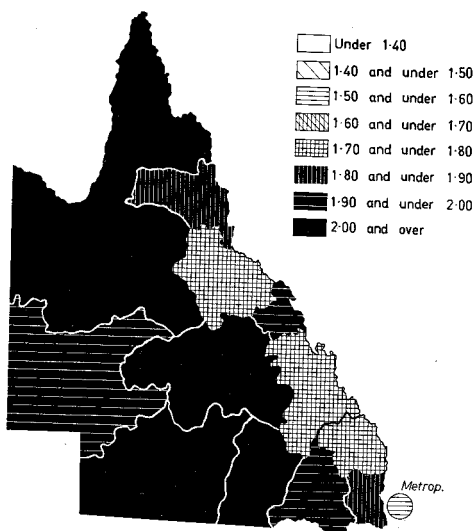 Under 1·40
1·40 and under 1·50
1·50 and under 1·60
1·60 and under 1·70
1·70 and under 1·80
1·80 and under 1·90
1·90 and under 2·00
2·00 and over
Metrop.